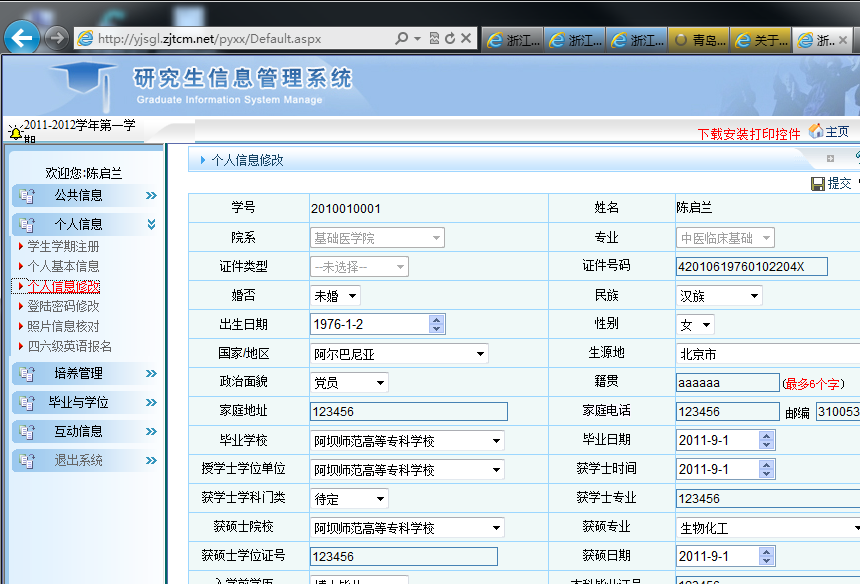 http://yjsgl.zjtcm.net/pyxx/Default.aspx
浙江... 浙江... 浙江... 青岛... 关于... 浙..
研究生信息管理系统
Graduate Information System Manage
2011-2012学年第一学
期
下载安装打印控件 主页
欢迎您:陈启兰
公共信息
个人信息
学生学期注册
个人基本信息
个人信息修改
登陆密码修改
照片信息核对
四六级英语报名
培养管理
毕业与学位
互动信息
退出系统
个人信息修改
提交
学号 2010010001 姓名 陈启兰
院系 基础医学院 专业 中医临床基础
证件类型 --未选择-- 证件号码 42010619760102204X
婚否 未婚 民族 汉族
出生日期 1976-1-2 性别 女
国家/地区 阿尔巴尼亚 生源地 北京市
政治面貌 党员 籍贯 aaaaaa (最多6个字)
家庭地址 123456 家庭电话 123456 邮编 310053
毕业学校 阿坝师范高等专科学校 毕业日期 2011-9-1
授学士学位单位 阿坝师范高等专科学校 获学士时间 2011-9-1
获学士学科门类 待定 获学士专业 123456
获硕士院校 阿坝师范高等专科学校 获硕专业 生物化工
获硕士学位证号 123456 获硕日期 2011-9-1
入学前学历 博士毕业 本科毕业证号 123456